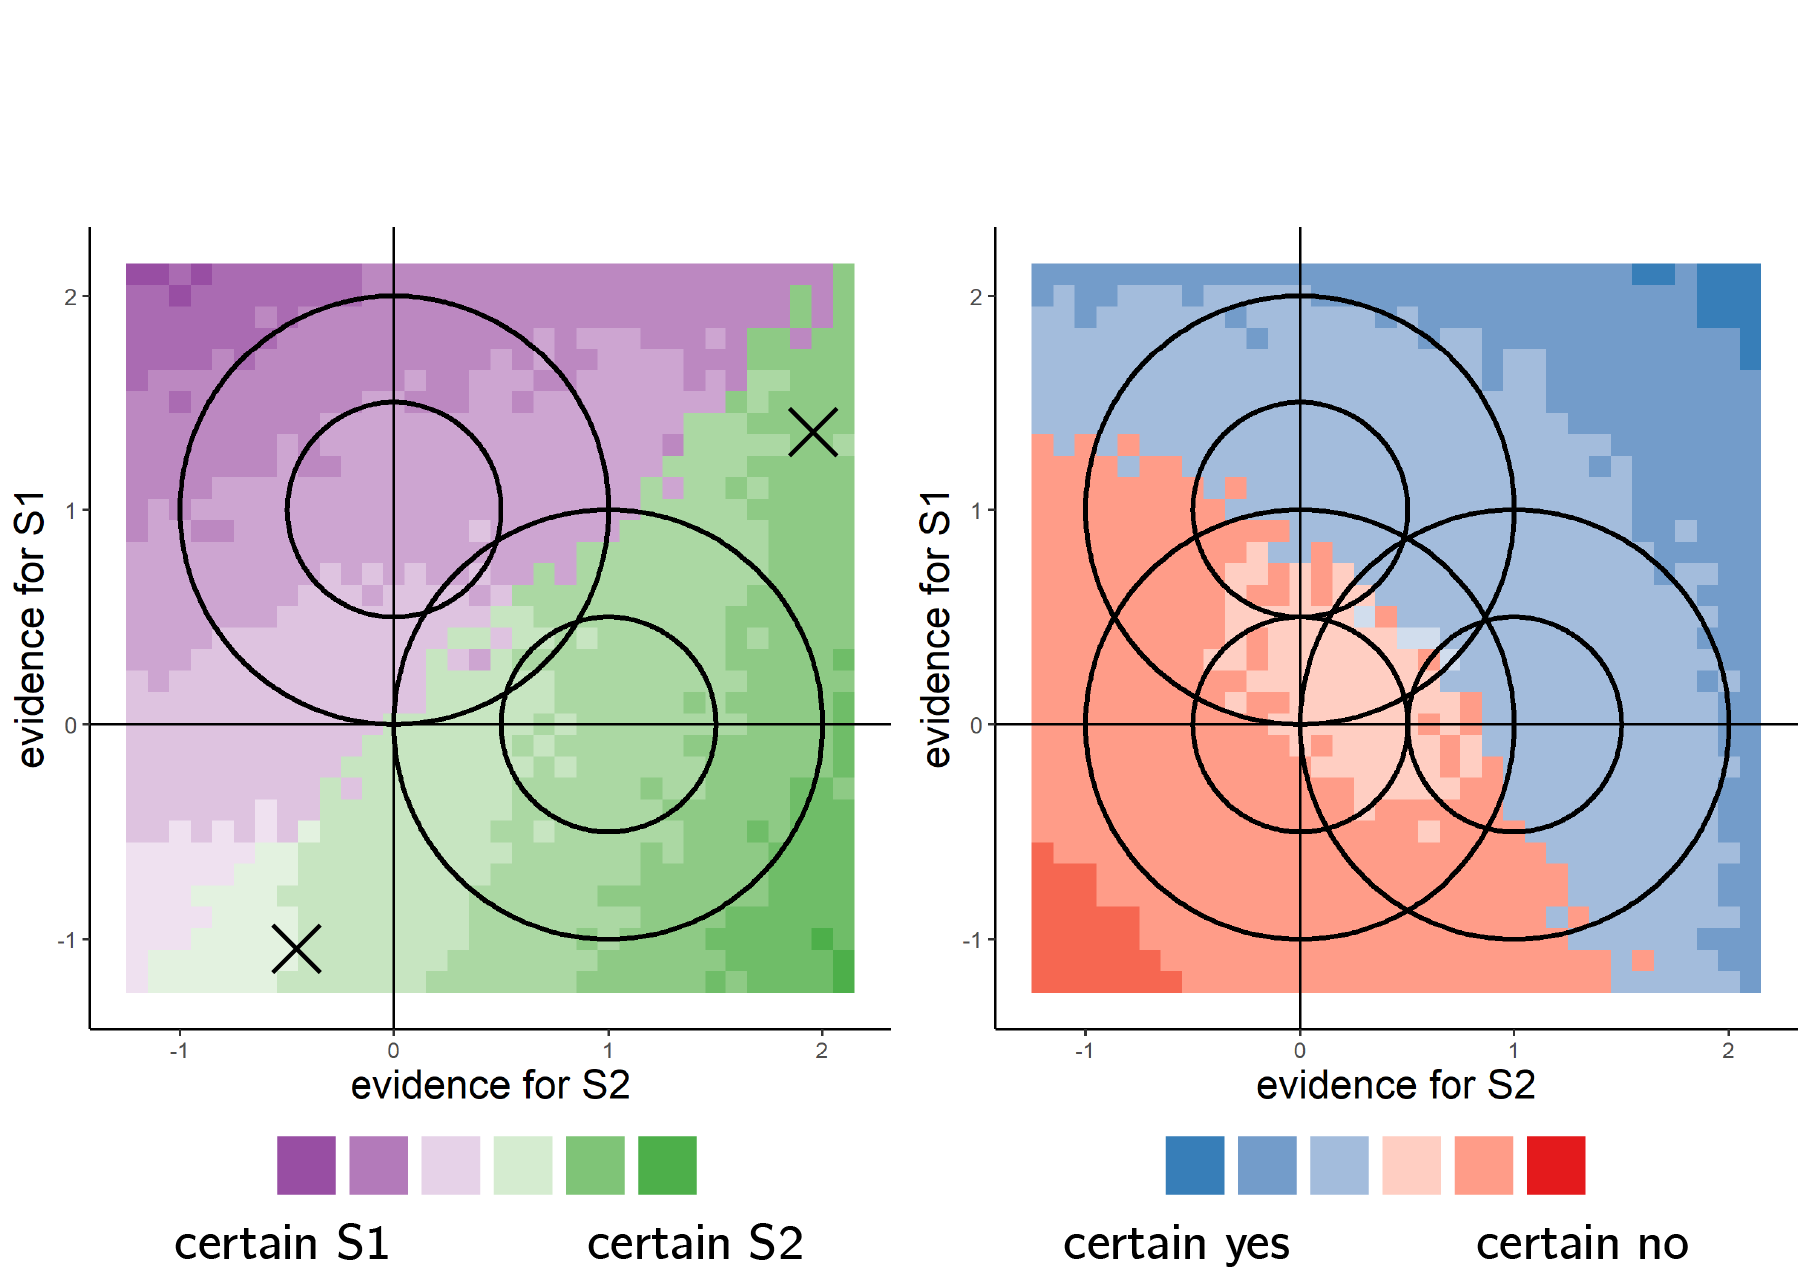 evidence for S1
2
1
0
-1
-1
0
1
2
evidence for S2
certain S1
certain S2
evidence for S1
2
1
0
-1
-1
0
1
2
evidence for S2
certain yes
certain no